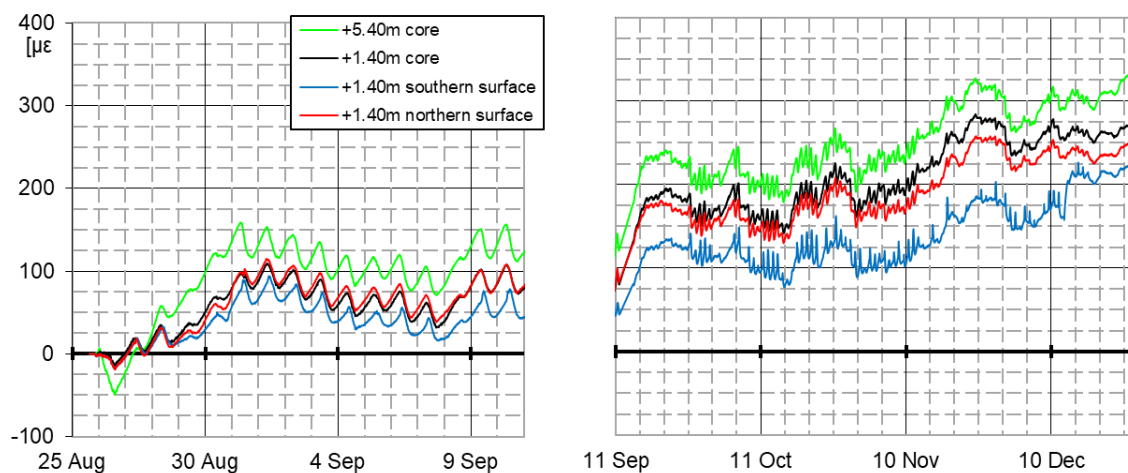 400
[με
300
200
100
0
-100
+5.40m core
+1.40m core
+1.40m southern surface
+1.40m northern surface
25 Aug
30 Aug
4 Sep
9 Sep
11 Sep
11 Oct
10 Nov
10 Dec